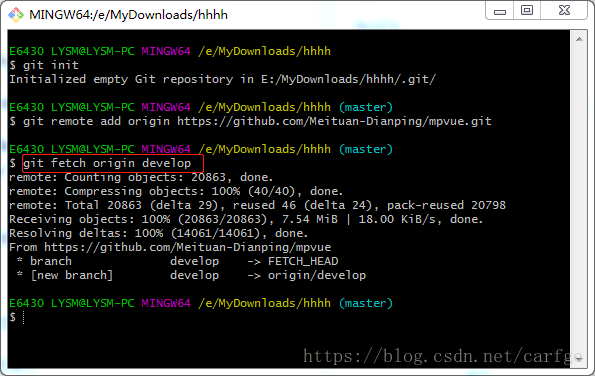 MINGW64:/e/MyDownloads/hhhh
E6430 LYSM@LYSM-PC MINGW64 /e/MyDownloads/hhhh
$ git init
Initialized empty Git repository in E:/MyDownloads/hhhh/.git/
E6430 LYSM@LYSM-PC MINGW64 /e/MyDownloads/hhhh (master)
$ git remote add origin https://github.com/Meituan-Dianping/mpvue.git
E6430 LYSM@LYSM-PC MINGW64 /e/MyDownloads/hhhh (master)
$ git fetch origin develop
remote: Counting objects: 20863, done.
remote: Compressing objects: 100% (40/40), done.
remote: Total 20863 (delta 29), reused 46 (delta 24), pack-reused 20798
Receiving objects: 100% (20863/20863), 7.54 MiB | 18.00 KiB/s, done.
Resolving deltas: 100% (14061/14061), done.
From https://github.com/Meituan-Dianping/mpvue
 * branch            develop    -> FETCH_HEAD
 * [new branch]      develop    -> origin/develop
E6430 LYSM@LYSM-PC MINGW64 /e/MyDownloads/hhhh (master)
$
https://blog.csdn.net/carfge